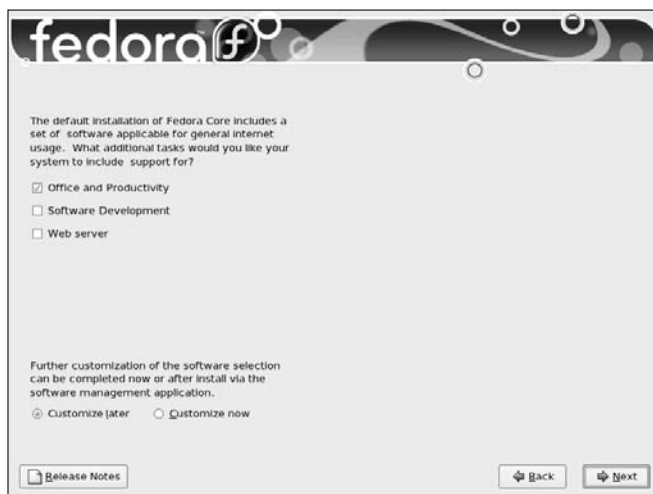 fedora
The default installation of Fedora Core includes a
set of software applicable for general internet
usage. What additional tasks would you like your
system to include support for?
Office and Productivity
Software Development
Web server
Further customization of the software selection
can be completed now or after install via the
software management application.
Customize later Customize now
Release Notes Back Next